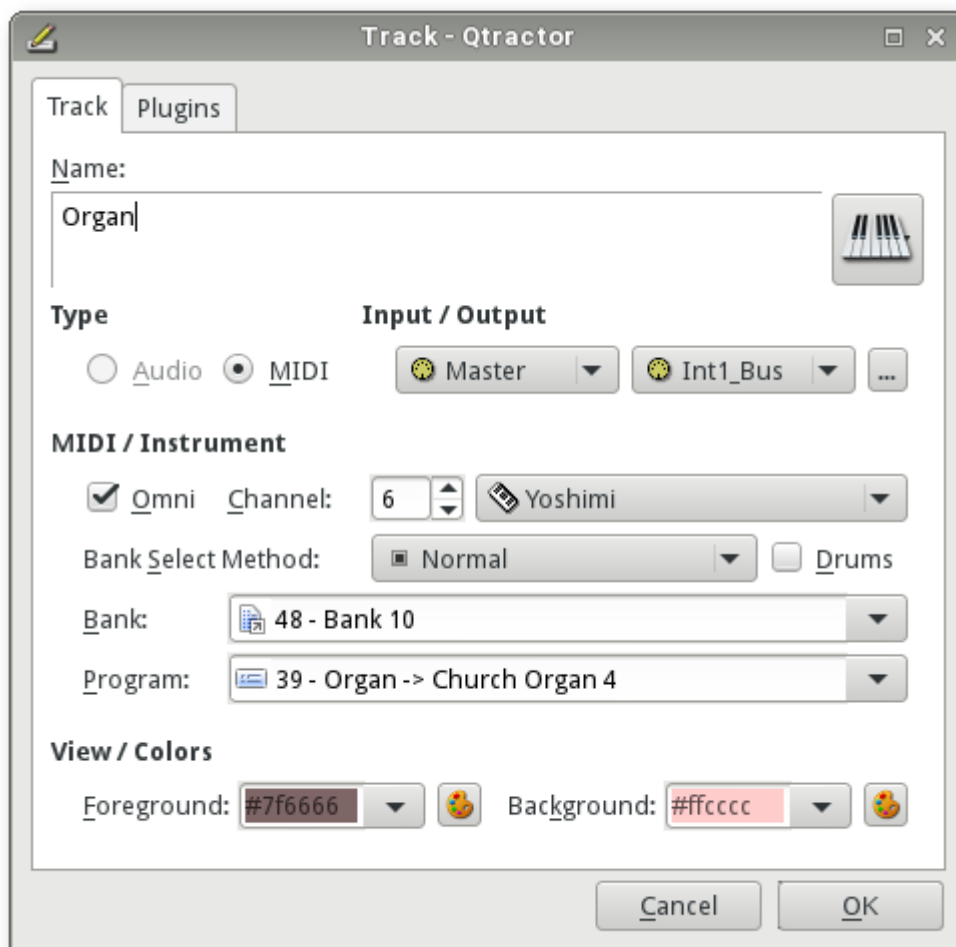 Track - Qtractor
Track Plugins
Name:
Organ
Type Input / Output
Audio MIDI Master Int1_Bus ...
MIDI / Instrument
Omni Channel: 6 Yoshimi
Bank Select Method: Normal Drums
Bank: 48 - Bank 10
Program: 39 - Organ -> Church Organ 4
View / Colors
Foreground: #7f6666 Background: #ffcccc
Cancel OK